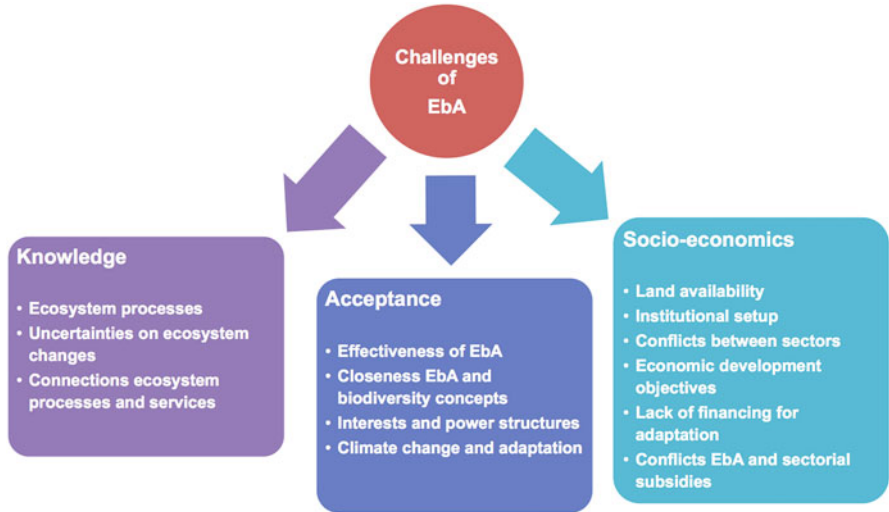 Challenges
of
EbA
Knowledge
• Ecosystem processes
• Uncertainties on ecosystem
changes
• Connections ecosystem
processes and services
Acceptance
• Effectiveness of EbA
• Closeness EbA and
biodiversity concepts
• Interests and power structures
• Climate change and adaptation
Socio-economics
• Land availability
• Institutional setup
• Conflicts between sectors
• Economic development
objectives
• Lack of financing for
adaptation
• Conflicts EbA and sectorial
subsidies